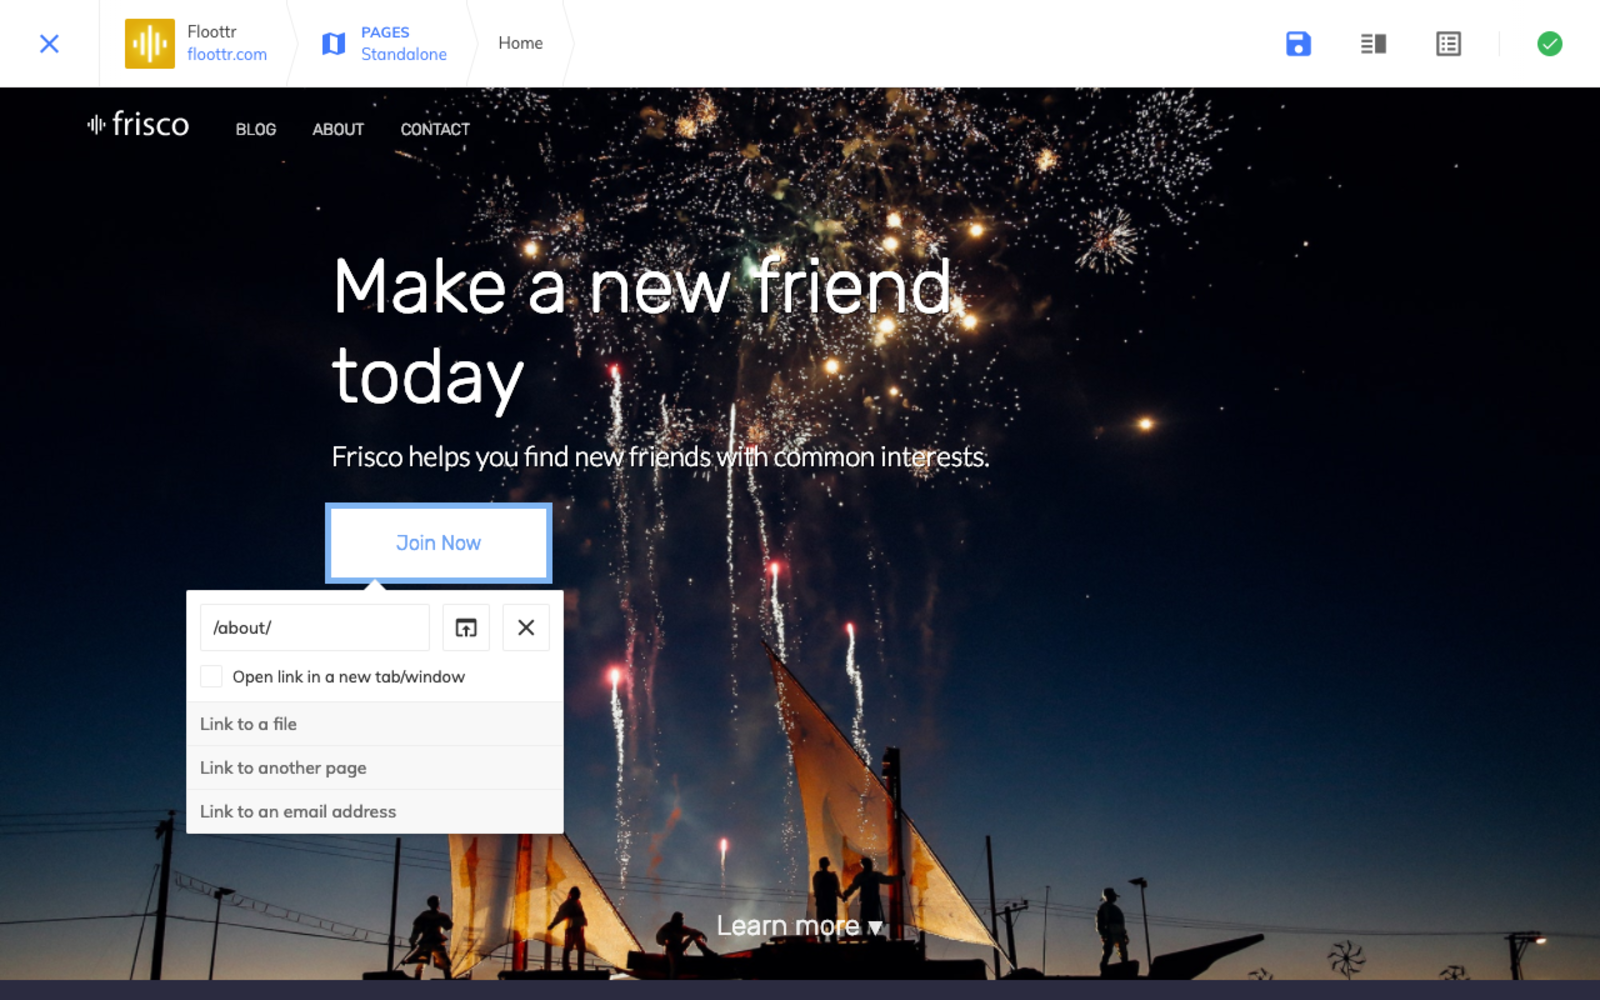 Floottr
floottr.com
PAGES
Standalone
Home
frisco
BLOG
ABOUT
CONTACT
Make a new friend
today
Frisco helps you find new friends with common interests.
Join Now
/about/
Open link in a new tab/window
Link to a file
Link to another page
Link to an email address
Learn more ▼